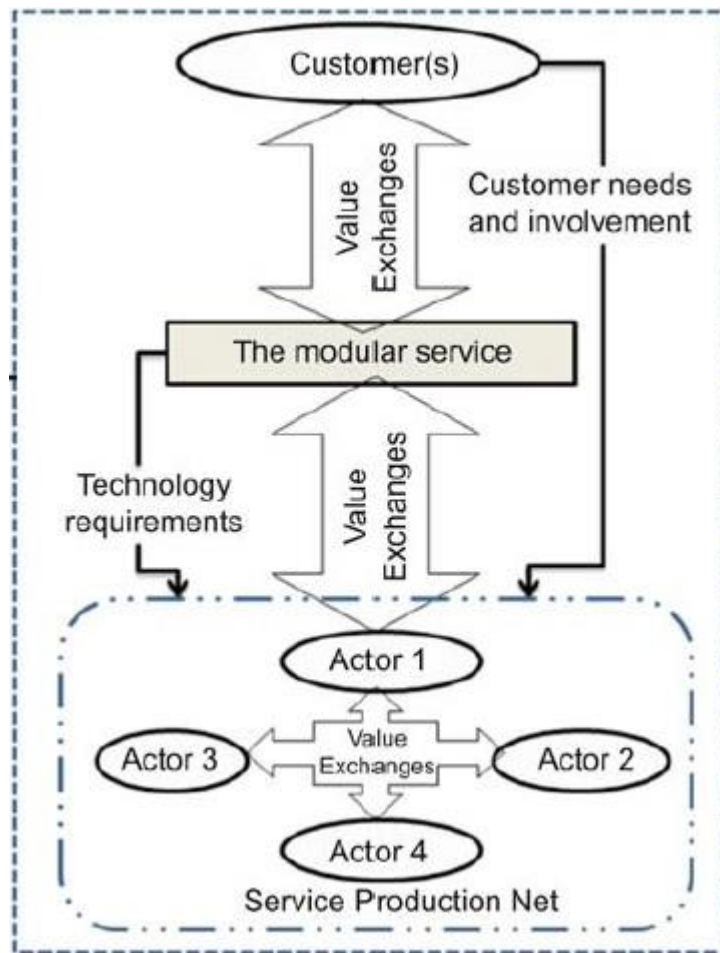 Customer(s)
Value
Exchanges
Customer needs
and involvement
The modular service
Technology
requirements
Value
Exchanges
Actor 1
Actor 3
Value
Exchanges
Actor 2
Actor 4
Service Production Net